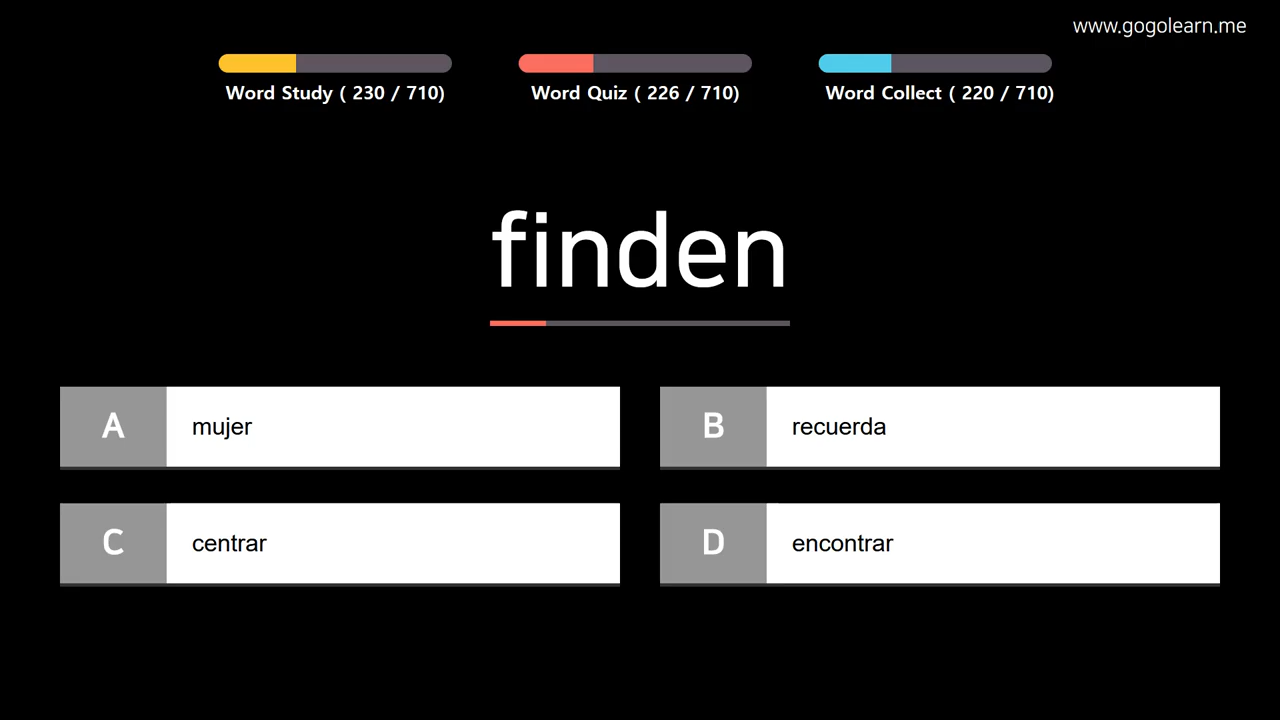 www.gogolearn.me
Word Study ( 230 / 710)
Word Quiz ( 226 / 710)
Word Collect ( 220 / 710)
finden
A mujer
B recuerda
C centrar
D encontrar